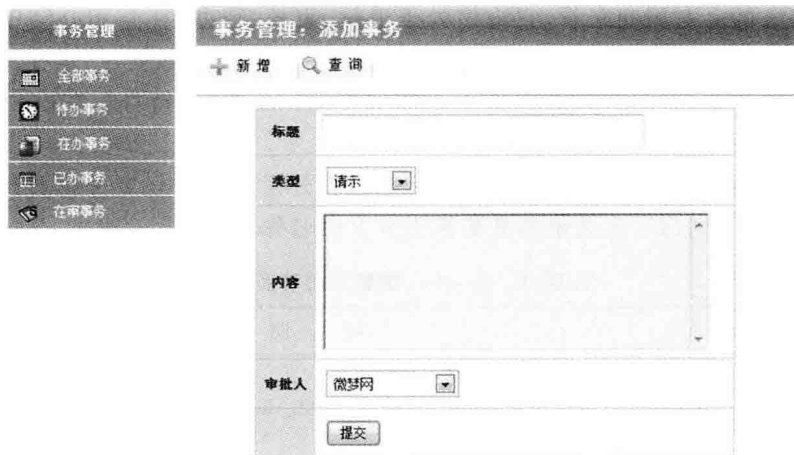 事务管理
全部事务
待办事务
在办事务
已办事务
在审事务
事务管理：添加事务
新增 查询
标题
类型 请示
内容
审批人 微梦网
提交